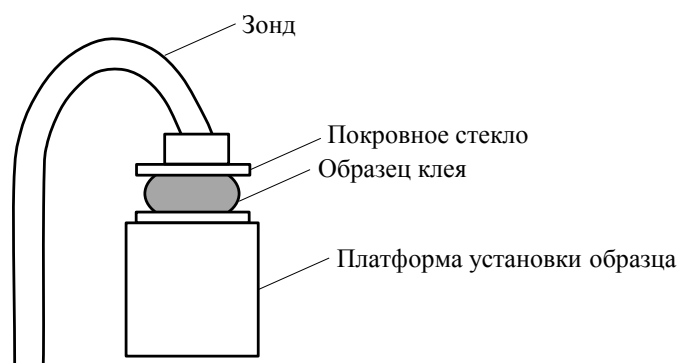 Зонд
Покровное стекло
Образец клея
Платформа установки образца